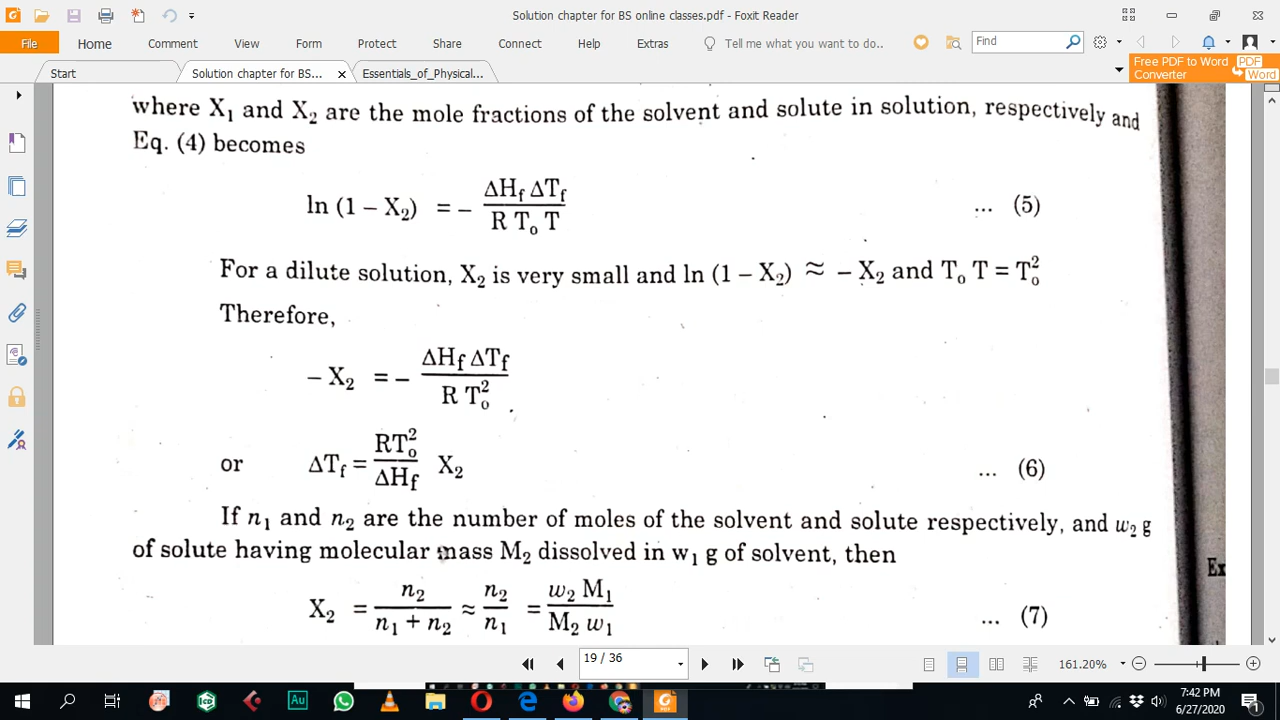 Solution chapter for BS online classes.pdf - Foxit Reader
File Home Comment View Form Protect Share Connect Help Extras Tell me what you want to do.. Find
Start Solution chapter for BS... × Essentials_of_Physical...
Free PDF to Word Converter
PDF Word
where X₁ and X₂ are the mole fractions of the solvent and solute in solution, respectively and
Eq. (4) becomes
ln (1 – X₂) = – ΔH_f ΔT_f / R T₀ T ... (5)
For a dilute solution, X₂ is very small and ln (1 – X₂) ≈ – X₂ and T₀ T = T₀²
Therefore,
– X₂ = – ΔH_f ΔT_f / R T₀²
or ΔT_f = RT₀² / ΔH_f X₂ ... (6)
If n₁ and n₂ are the number of moles of the solvent and solute respectively, and w₂ g
of solute having molecular mass M₂ dissolved in w₁ g of solvent, then
Ex
X₂ = n₂ / n₁ + n₂ ≈ n₂ / n₁ = w₂ M₁ / M₂ w₁ ... (7)
19 / 36 161.20%
Au
7:42 PM
6/27/2020